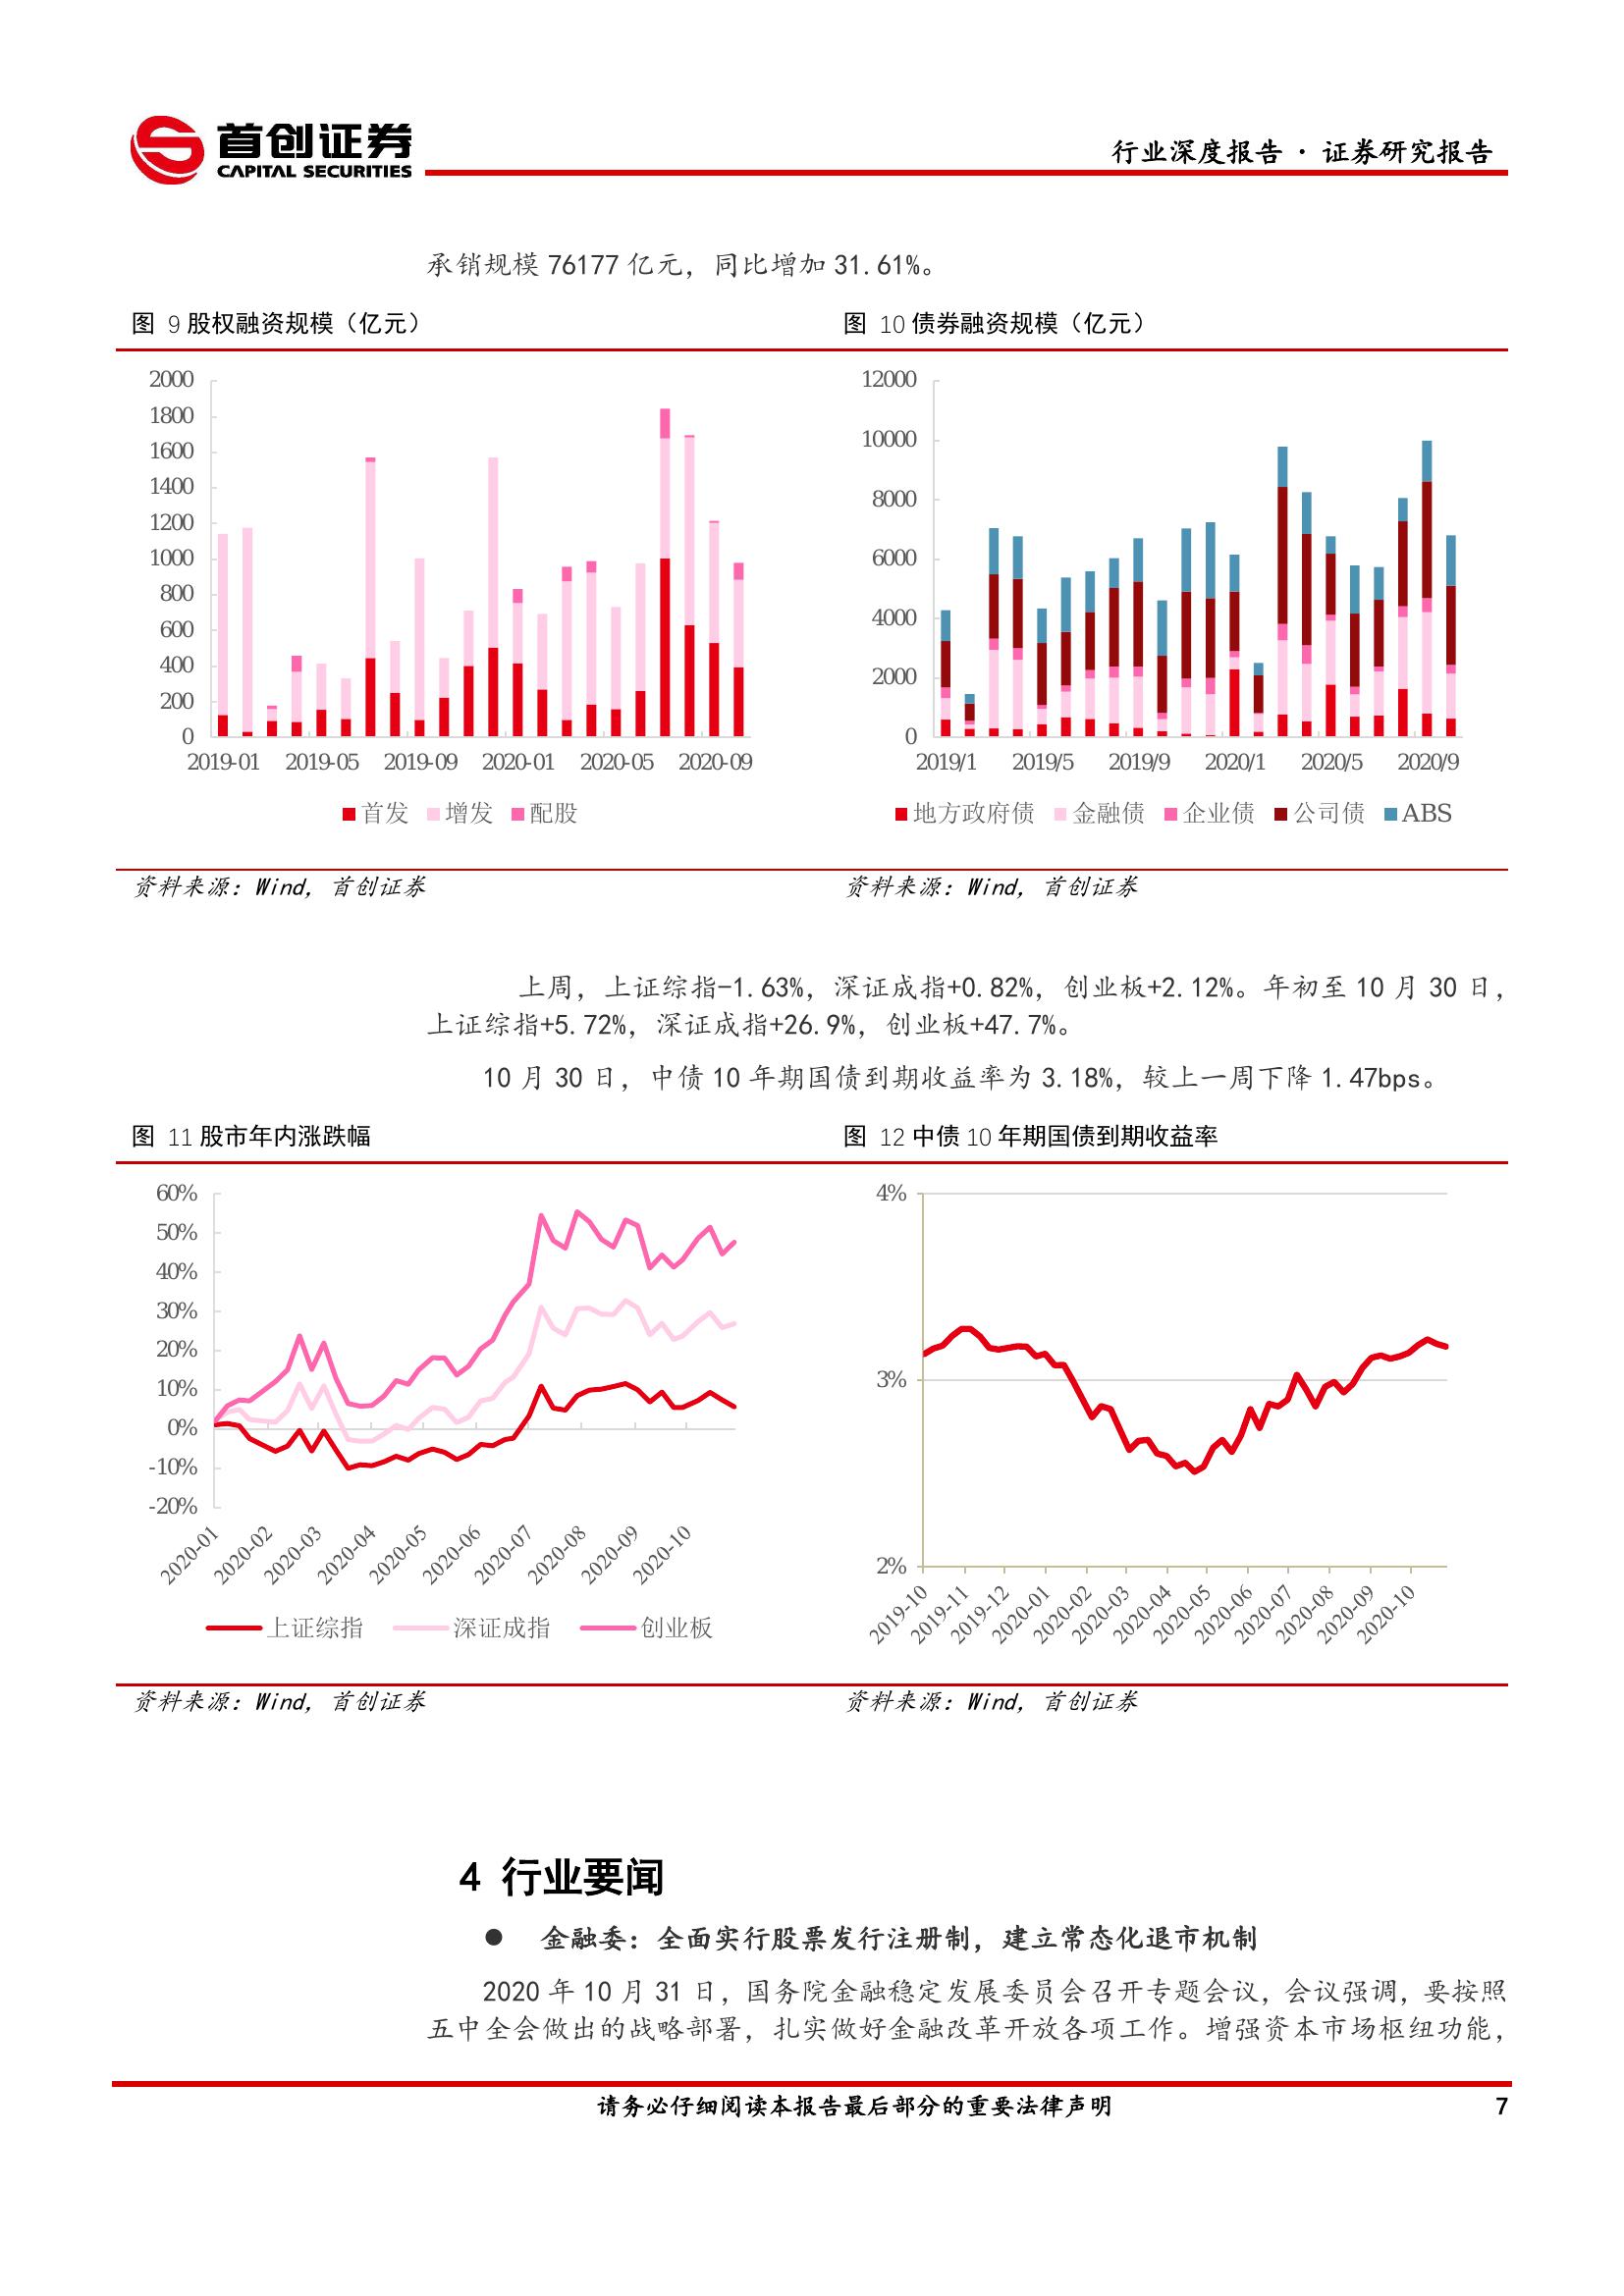 首创证券
CAPITAL SECURITIES
行业深度报告 · 证券研究报告
承销规模 76177 亿元，同比增加 31.61%。
图 9 股权融资规模（亿元）
2000
1800
1600
1400
1200
1000
800
600
400
200
0
2019-01 2019-05 2019-09 2020-01 2020-05 2020-09
首发 增发 配股
图 10 债券融资规模（亿元）
12000
10000
8000
6000
4000
2000
0
2019/1 2019/5 2019/9 2020/1 2020/5 2020/9
地方政府债 金融债 企业债 公司债 ABS
资料来源：Wind，首创证券
资料来源：Wind，首创证券
上周，上证综指-1.63%，深证成指+0.82%，创业板+2.12%。年初至 10 月 30 日，
上证综指+5.72%，深证成指+26.9%，创业板+47.7%。
10 月 30 日，中债 10 年期国债到期收益率为 3.18%，较上一周下降 1.47bps。
图 11 股市年内涨跌幅
60%
50%
40%
30%
20%
10%
0%
-10%
-20%
2020-01 2020-02 2020-03 2020-04 2020-05 2020-06 2020-07 2020-08 2020-09 2020-10
上证综指 深证成指 创业板
图 12 中债 10 年期国债到期收益率
4%
3%
2%
2019-10 2019-11 2019-12 2020-01 2020-02 2020-03 2020-04 2020-05 2020-06 2020-07 2020-08 2020-09 2020-10
资料来源：Wind，首创证券
资料来源：Wind，首创证券
4 行业要闻
● 金融委：全面实行股票发行注册制，建立常态化退市机制
2020 年 10 月 31 日，国务院金融稳定发展委员会召开专题会议，会议强调，要按照
五中全会做出的战略部署，扎实做好金融改革开放各项工作。增强资本市场枢纽功能，
请务必仔细阅读本报告最后部分的重要法律声明
7